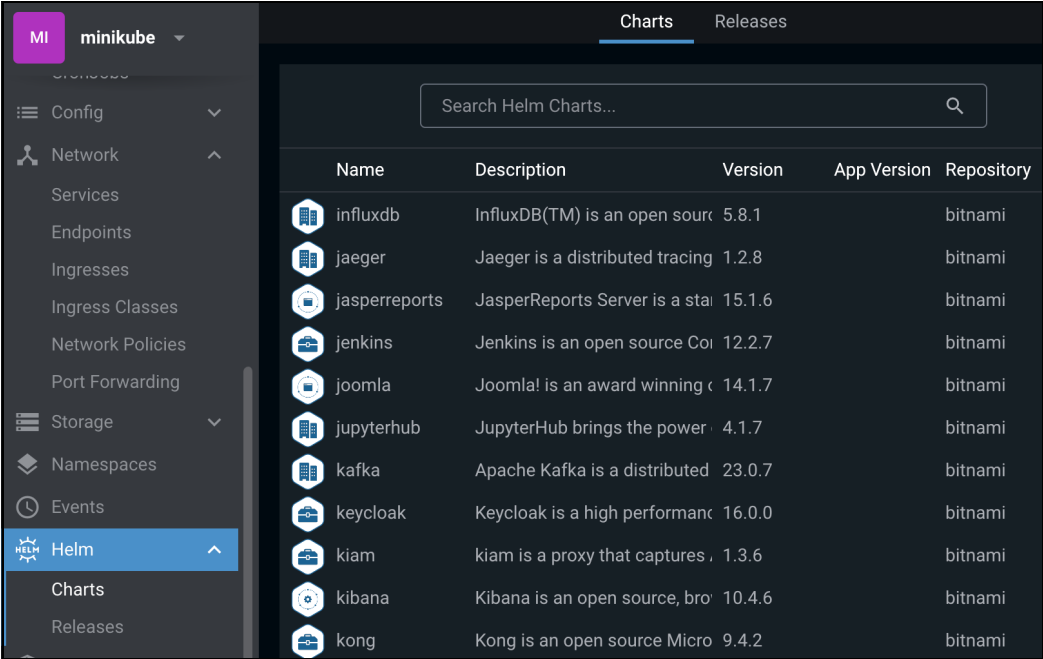 MI minikube
CronJobs
Config
Network
Services
Endpoints
Ingresses
Ingress Classes
Network Policies
Port Forwarding
Storage
Namespaces
Events
HELM Helm
Charts
Releases
Charts Releases
Search Helm Charts...
Name Description Version App Version Repository
influxdb InfluxDB(TM) is an open sourc 5.8.1 bitnami
jaeger Jaeger is a distributed tracing 1.2.8 bitnami
jasperreports JasperReports Server is a sta 15.1.6 bitnami
jenkins Jenkins is an open source Co 12.2.7 bitnami
joomla Joomla! is an award winning 14.1.7 bitnami
jupyterhub JupyterHub brings the power 4.1.7 bitnami
kafka Apache Kafka is a distributed 23.0.7 bitnami
keycloak Keycloak is a high performanc 16.0.0 bitnami
kiam kiam is a proxy that captures 1.3.6 bitnami
kibana Kibana is an open source, bro 10.4.6 bitnami
kong Kong is an open source Micro 9.4.2 bitnami